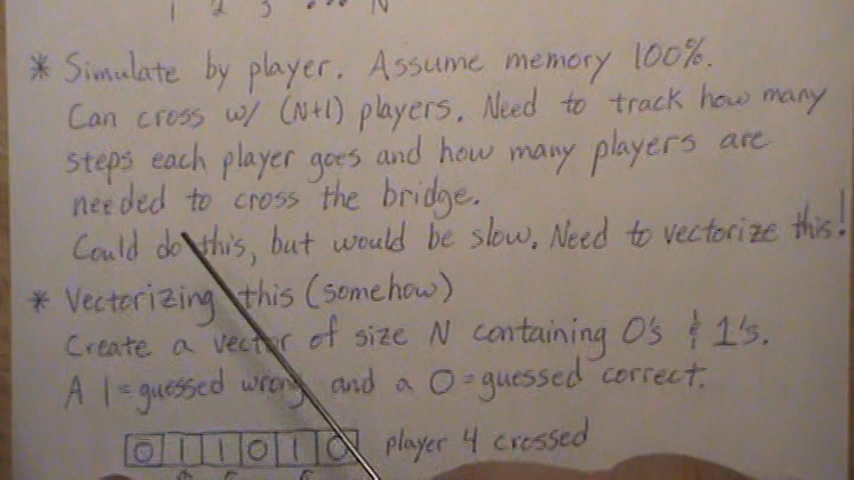 1 2 3 ... N
* Simulate by player. Assume memory 100%.
Can cross w/ (N+1) players. Need to track how many
steps each player goes and how many players are
needed to cross the bridge.
Could do this, but would be slow. Need to vectorize this!
* Vectorizing this (somehow)
Create a vector of size N containing 0's & 1's.
A 1 = guessed wrong and a 0 = guessed correct.
0 1 1 0 1 0 player 4 crossed